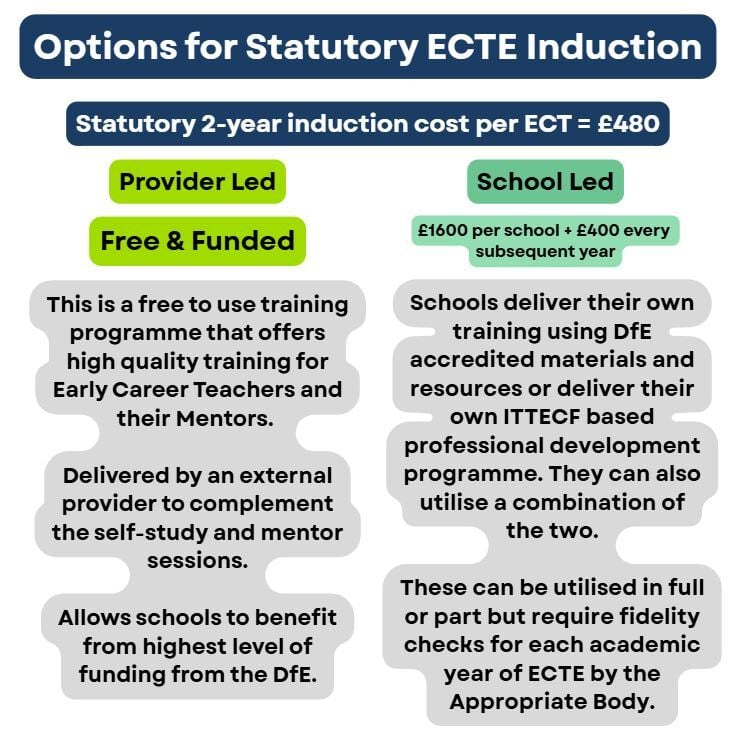 Options for Statutory ECTE Induction
Statutory 2-year induction cost per ECT = £480
Provider Led
Free & Funded
This is a free to use training
programme that offers
high quality training for
Early Career Teachers and
their Mentors.
Delivered by an external
provider to complement
the self-study and mentor
sessions.
Allows schools to benefit
from highest level of
funding from the DfE.
School Led
£1600 per school + £400 every
subsequent year
Schools deliver their own
training using DfE
accredited materials and
resources or deliver their
own ITTECF based
professional development
programme. They can also
utilise a combination of
the two.
These can be utilised in full
or part but require fidelity
checks for each academic
year of ECTE by the
Appropriate Body.